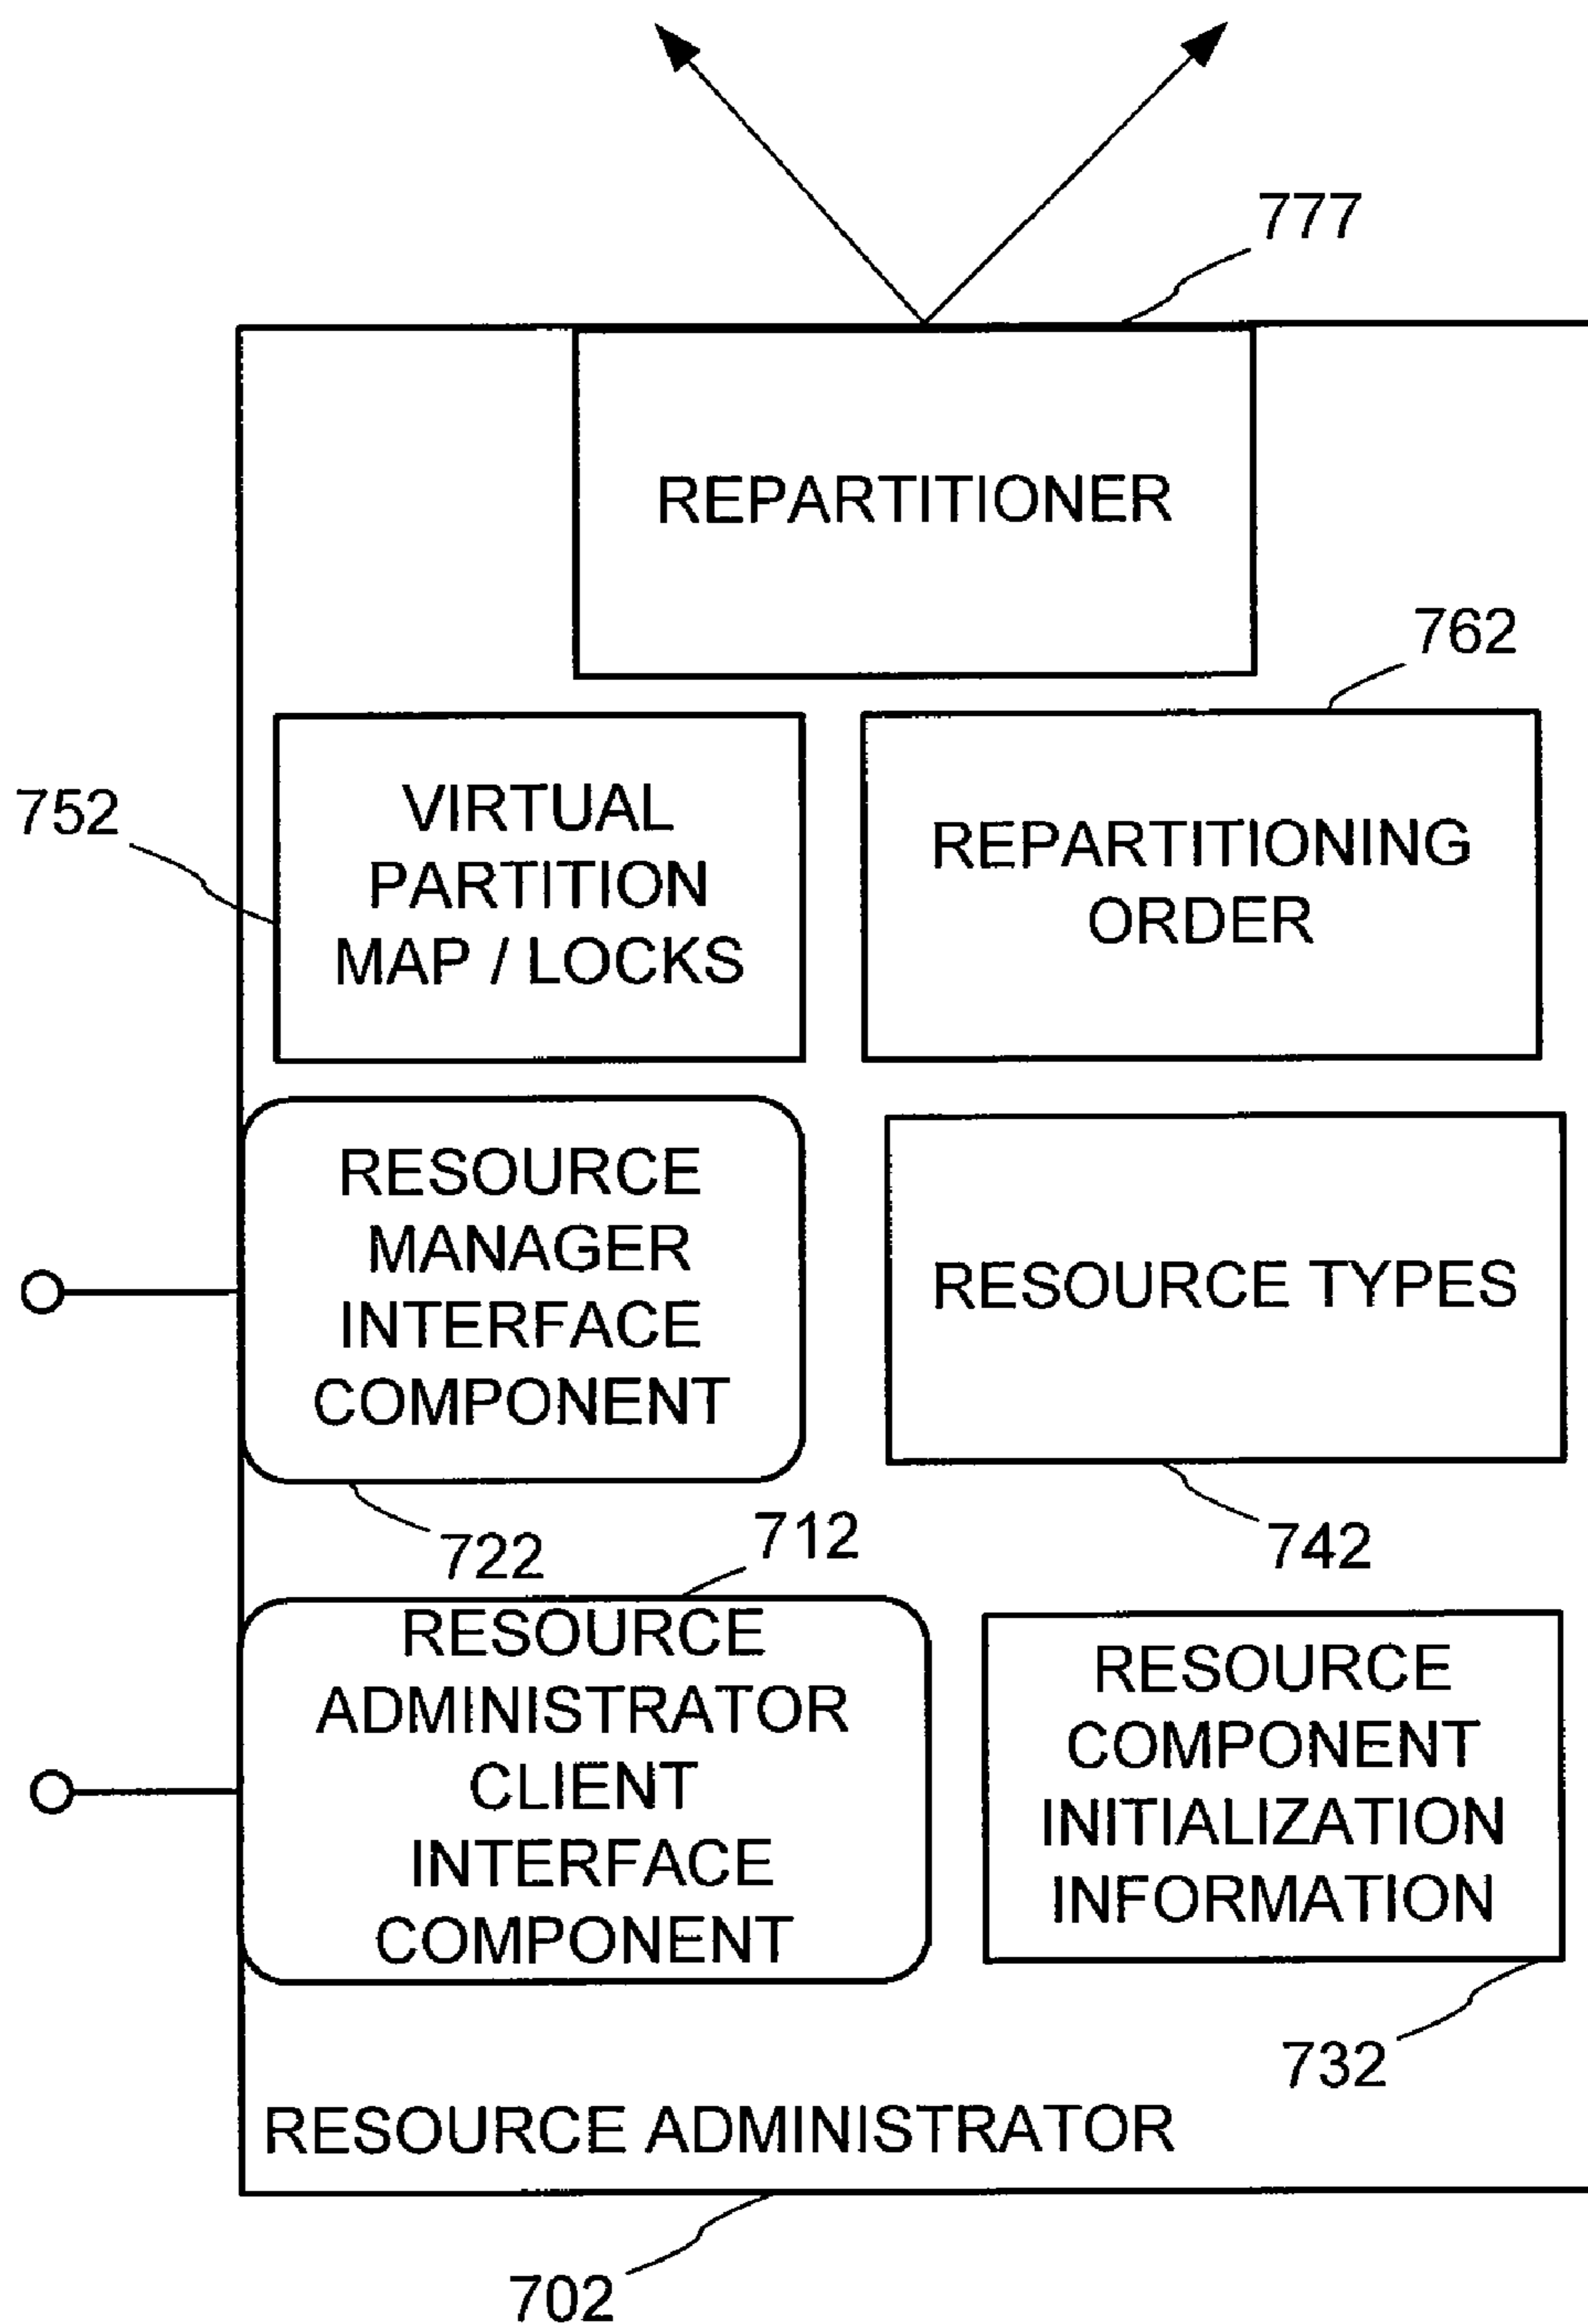 777
REPARTITIONER
762
752
VIRTUAL
PARTITION
MAP / LOCKS
REPARTITIONING
ORDER
RESOURCE
MANAGER
INTERFACE
COMPONENT
RESOURCE TYPES
722
712
742
RESOURCE
ADMINISTRATOR
CLIENT
INTERFACE
COMPONENT
RESOURCE
COMPONENT
INITIALIZATION
INFORMATION
732
RESOURCE ADMINISTRATOR
702